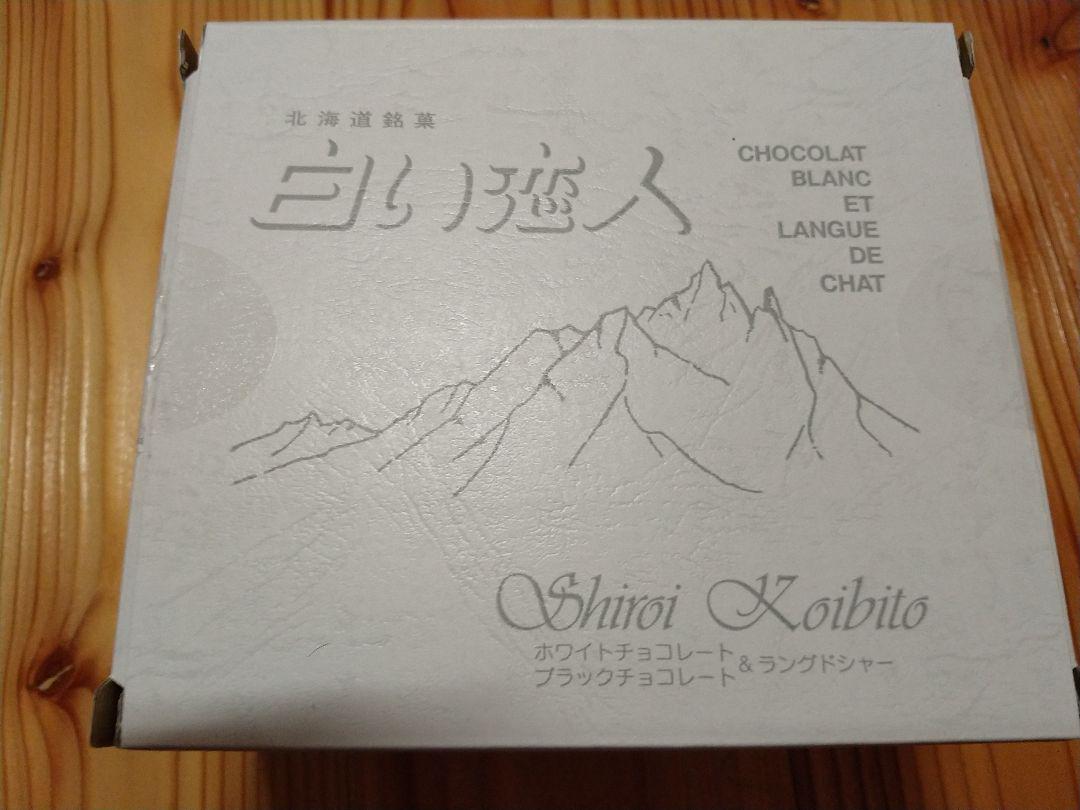 北海道銘菓
白い恋人
CHOCOLAT
BLANC
ET
LANGUE
DE
CHAT
Shiroi Koibito
ホワイトチョコレート
ブラックチョコレート
&ラングドシャー